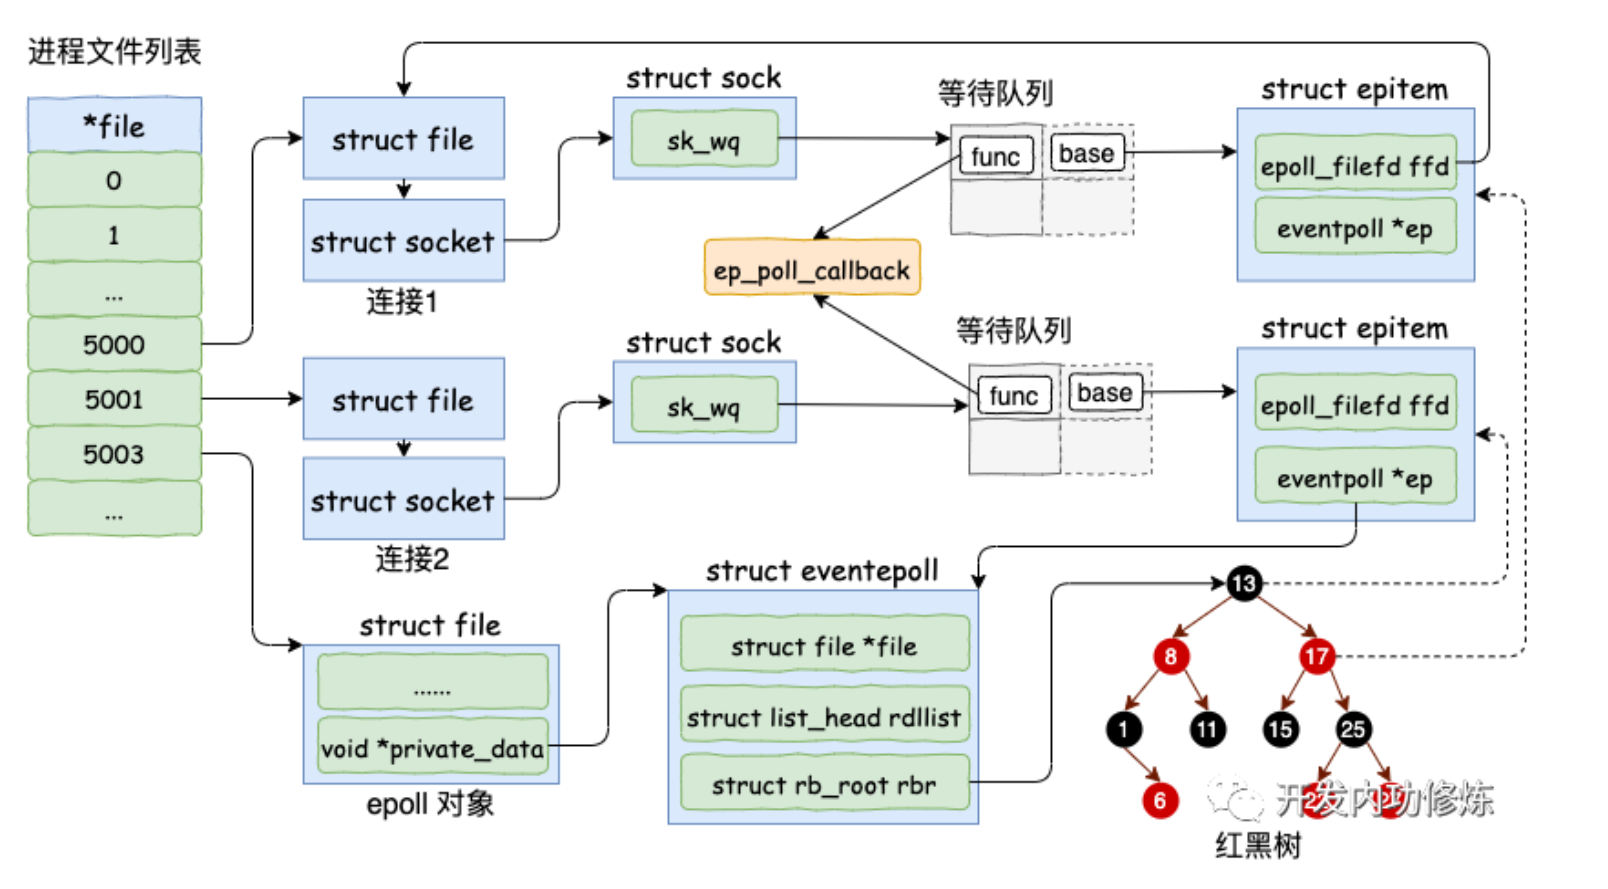 进程文件列表
*file
0
1
...
5000
5001
5003
...
struct file
struct socket
连接1
struct sock
sk_wq
等待队列
func
base
struct epitem
epoll_filefd ffd
eventpoll *ep
ep_poll_callback
struct file
struct socket
连接2
struct sock
sk_wq
等待队列
func
base
struct epitem
epoll_filefd ffd
eventpoll *ep
struct file
......
void *private_data
epoll 对象
struct eventepoll
struct file *file
struct list_head rdllist
struct rb_root rbr
13
8
17
1
11
15
25
6
开发内功修炼
红黑树